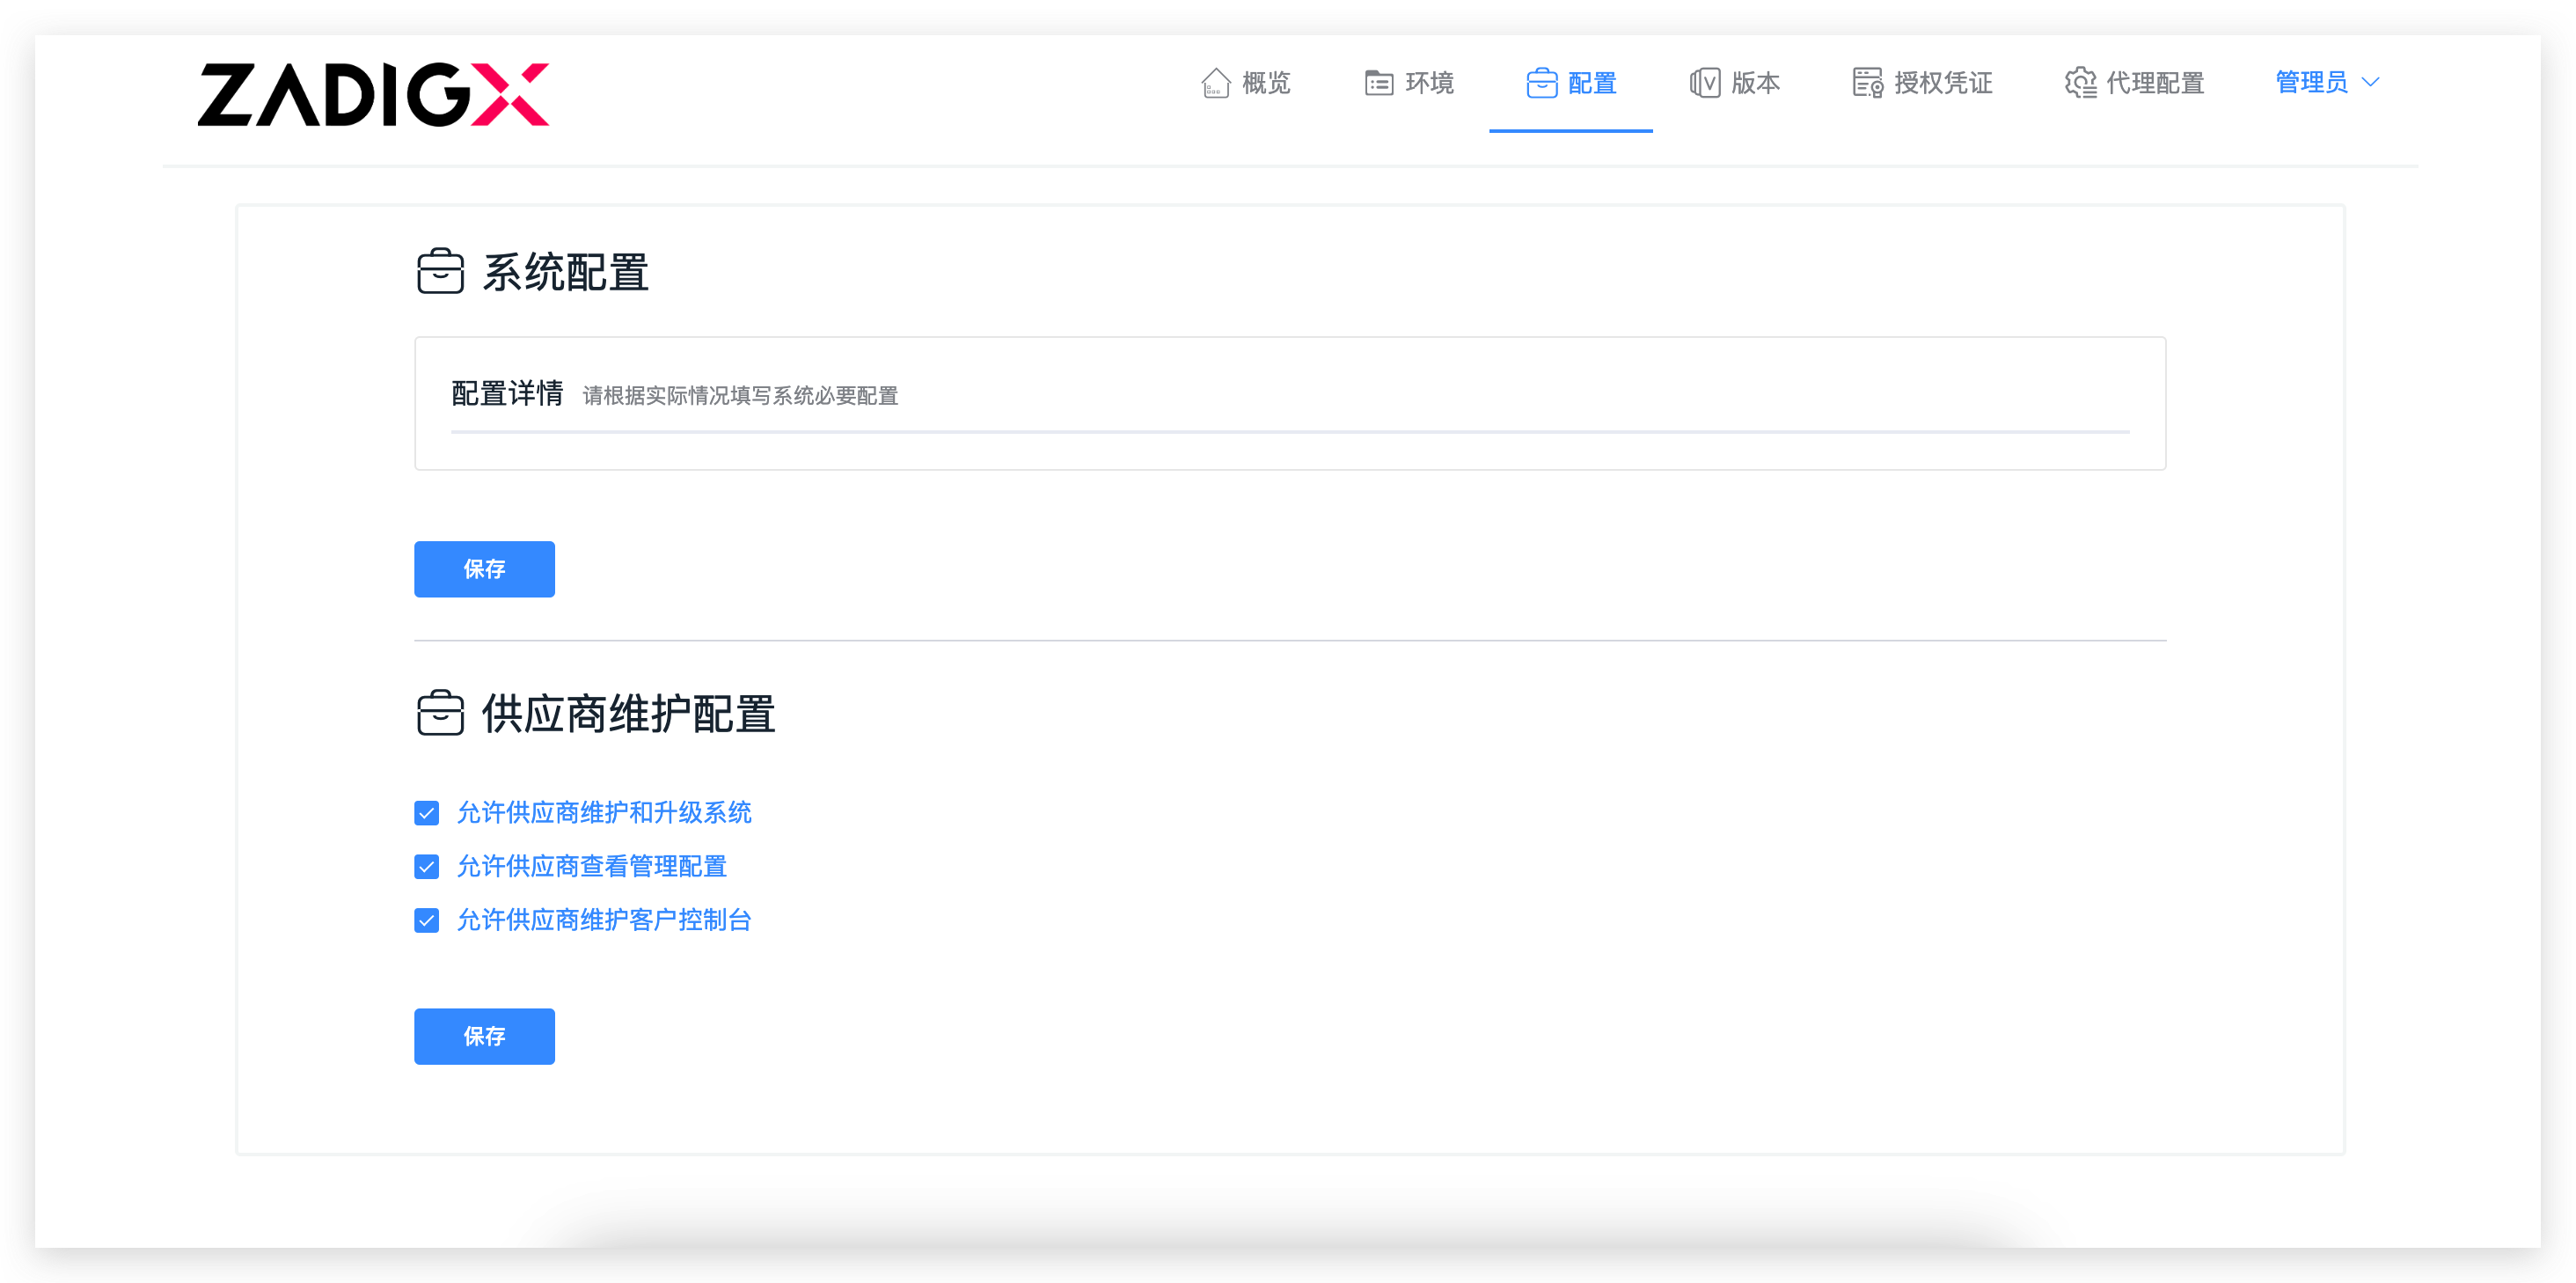 ZADIGX
概览 环境 配置 版本 授权凭证 代理配置 管理员
系统配置
配置详情 请根据实际情况填写系统必要配置
保存
供应商维护配置
允许供应商维护和升级系统
允许供应商查看管理配置
允许供应商维护客户控制台
保存